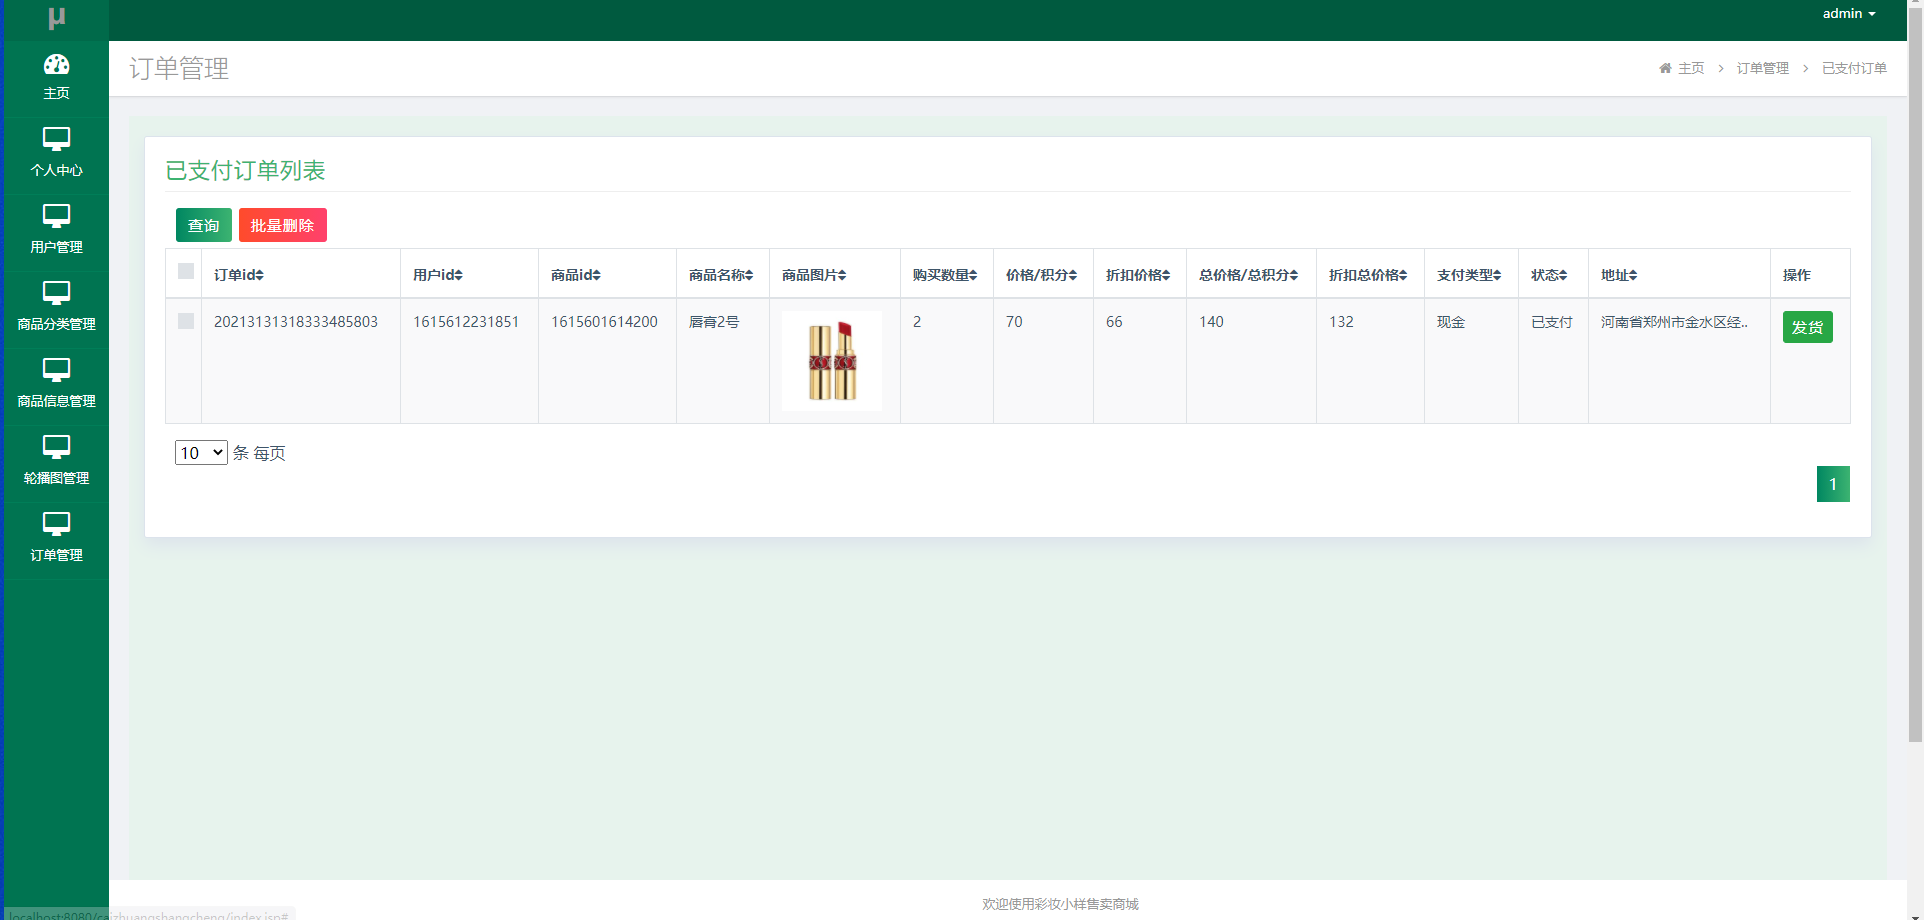 μ
admin
主页
个人中心
用户管理
商品分类管理
商品信息管理
轮播图管理
订单管理
订单管理
主页 > 订单管理 > 已支付订单
已支付订单列表
查询 批量删除
订单id 用户id 商品id 商品名称 商品图片 购买数量 价格/积分 折扣价格 总价格/总积分 折扣总价格 支付类型 状态 地址 操作
20213131318333485803 1615612231851 1615601614200 唇膏2号 2 70 66 140 132 现金 已支付 河南省郑州市金水区经.. 发货
10 条 每页
1
欢迎使用彩妆小样售卖商城
localhost:8080/caizhuangshangcheng/index.jsp#